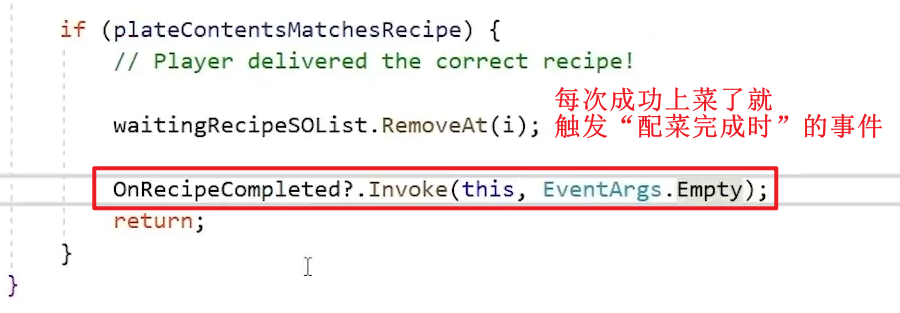 if (plateContentsMatchesRecipe) {
// Player delivered the correct recipe!
每次成功上菜了就
waitingRecipeSOList.RemoveAt(i);
触发“配菜完成时”的事件
OnRecipeCompleted?.Invoke(this, EventArgs.Empty);
return;
}
}